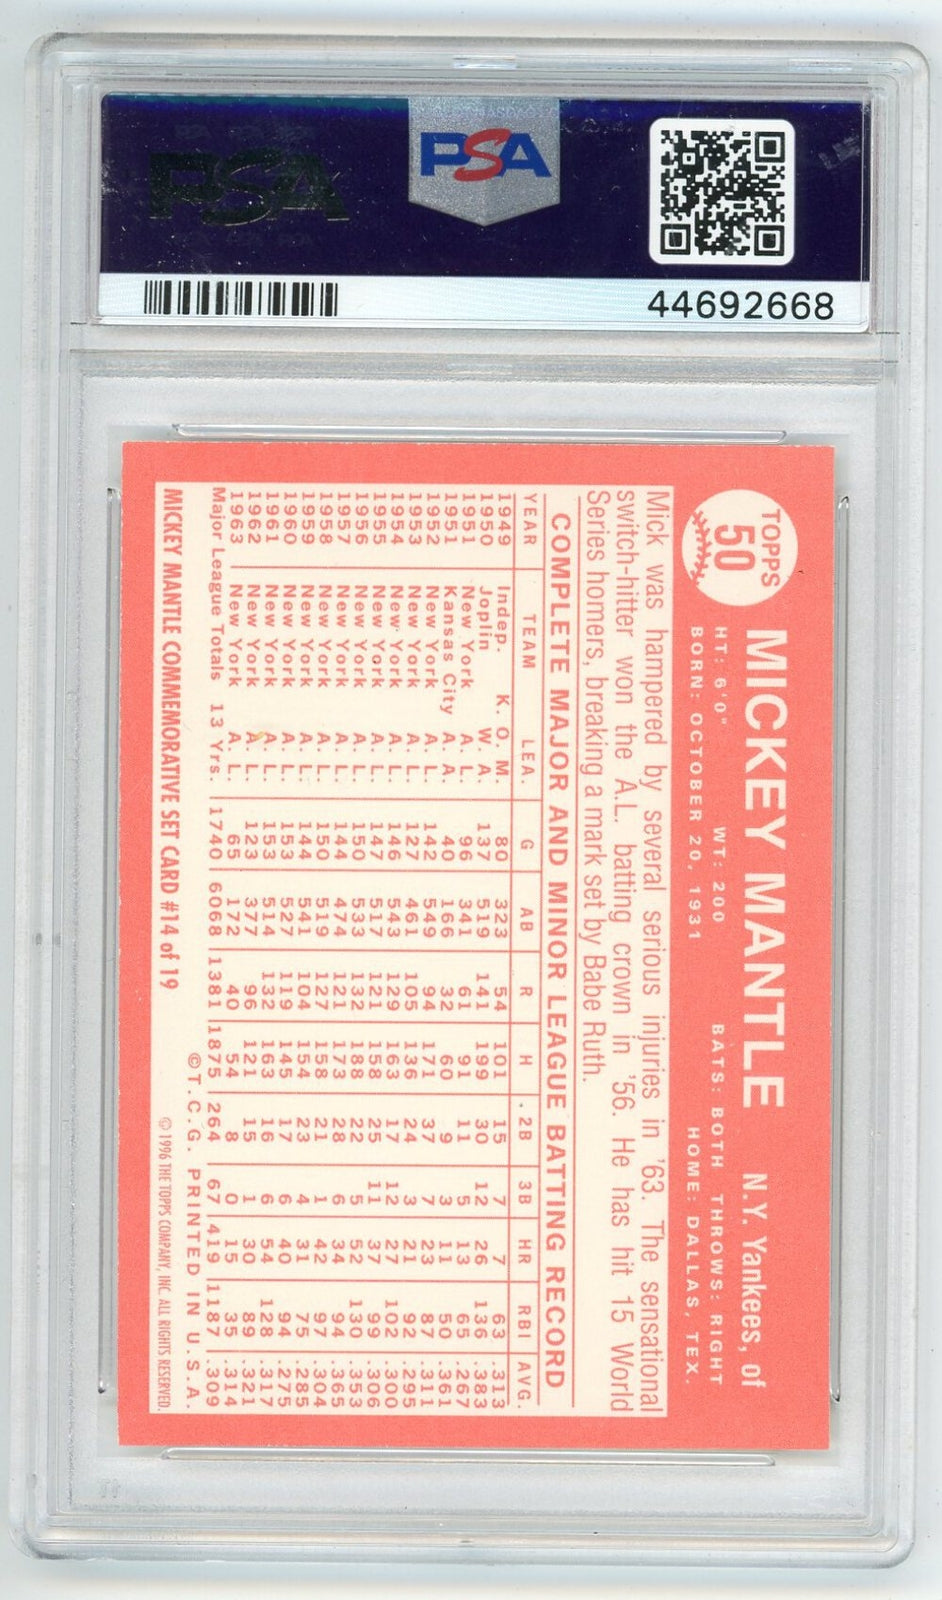 PSA
PSA
44692668
TOPPS
50
MICKEY MANTLE N.Y. Yankees, of
HT: 6'0" WT: 200 BATS: BOTH THROWS: RIGHT
BORN: OCTOBER 20, 1931 HOME: DALLAS, TEX.
Mick was hampered by several serious injuries in '63. The sensational
switch-hitter won the A.L. batting crown in '56. He has hit 15 World
Series homers, breaking a mark set by Babe Ruth.
COMPLETE MAJOR AND MINOR LEAGUE BATTING RECORD
YEAR TEAM LEA. G AB R H 2B 3B HR RBI AVG.
1949 Indep. K. O. M. 80 323 54 101 15 7 7 63 .313
1950 Joplin W. A. 137 519 141 199 30 12 26 136 .383
1951 New York A. L. 96 341 61 91 11 5 13 65 .267
1951 Kansas City A. A. 40 166 32 60 9 3 11 50 .361
1952 New York A. L. 142 549 94 171 37 7 23 87 .311
1953 New York A. L. 127 461 105 136 24 3 21 92 .295
1954 New York A. L. 146 543 129 163 17 12 27 102 .300
1955 New York A. L. 147 517 121 158 25 11 37 99 .306
1956 New York A. L. 150 533 132 188 22 5 52 130 .353
1957 New York A. L. 144 474 121 173 28 6 34 94 .365
1958 New York A. L. 150 519 127 158 21 1 42 97 .304
1959 New York A. L. 144 541 104 154 23 4 31 75 .285
1960 New York A. L. 153 527 119 145 17 6 40 94 .275
1961 New York A. L. 153 514 132 163 16 6 54 128 .317
1962 New York A. L. 123 377 96 121 15 1 30 89 .321
1963 New York A. L. 65 172 40 54 8 0 15 35 .314
Major League Totals 13 Yrs. 1740 6068 1381 1875 264 67 419 1187 .309
©T.C.G. PRINTED IN U.S.A.
MICKEY MANTLE COMMEMORATIVE SET CARD #14 of 19 © 1996 THE TOPPS COMPANY, INC. ALL RIGHTS RESERVED.